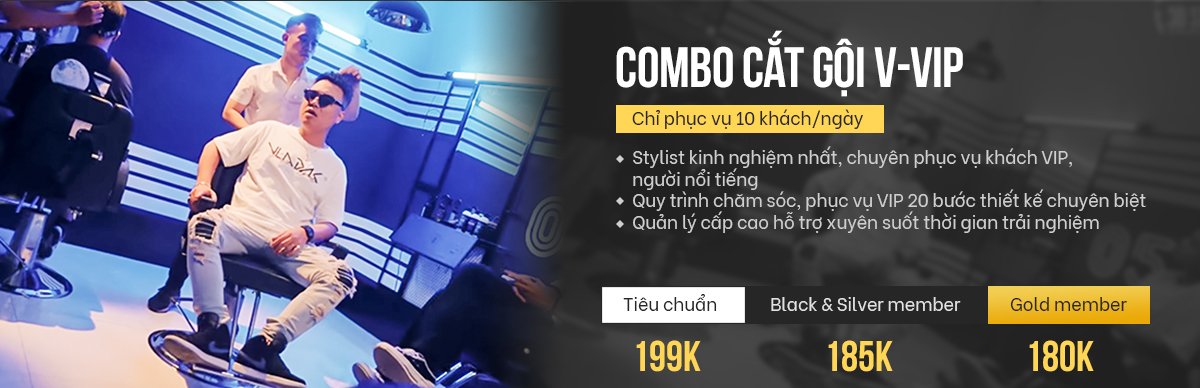 COMBO CẮT GỘI V-VIP
Chỉ phục vụ 10 khách/ngày
Stylist kinh nghiệm nhất, chuyên phục vụ khách VIP,
người nổi tiếng
Quy trình chăm sóc, phục vụ VIP 20 bước thiết kế chuyên biệt
Quản lý cấp cao hỗ trợ xuyên suốt thời gian trải nghiệm
Tiêu chuẩn
Black & Silver member
Gold member
199K
185K
180K